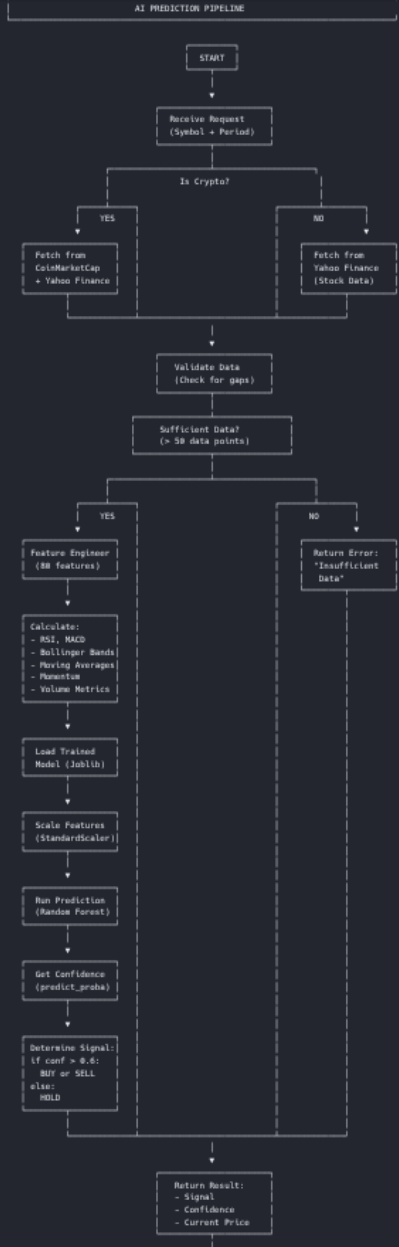 AI PREDICTION PIPELINE
START
Receive Request
(Symbol + Period)
Is Crypto?
YES
NO
Fetch from
CoinMarketCap
+ Yahoo Finance
Fetch from
Yahoo Finance
(Stock Data)
Validate Data
(Check for gaps)
Sufficient Data?
(> 50 data points)
YES
NO
Feature Engineer
(80 features)
Return Error:
"Insufficient
Data"
Calculate:
- RSI, MACD
- Bollinger Bands
- Moving Averages
- Momentum
- Volume Metrics
Load Trained
Model (Joblib)
Scale Features
(StandardScaler)
Run Prediction
(Random Forest)
Get Confidence
(predict_proba)
Determine Signal:
if conf > 0.6:
BUY or SELL
else:
HOLD
Return Result:
- Signal
- Confidence
- Current Price